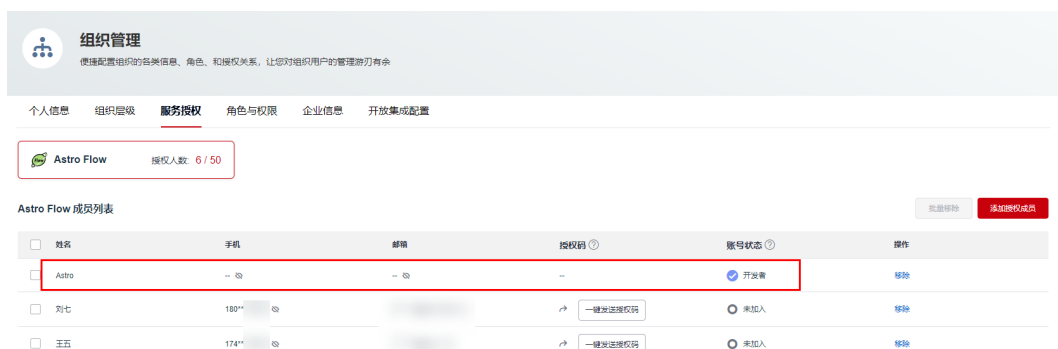 组织管理
便捷配置组织的各类信息、角色、和授权关系，让您对组织用户的管理游刃有余
个人信息 组织层级 服务授权 角色与权限 企业信息 开放集成配置
Flow Astro Flow 授权人数: 6 / 50
Astro Flow 成员列表 批量移除 添加授权成员
姓名 手机 邮箱 授权码 ? 账号状态 ? 操作
Astro -- -- -- 开发者 移除
刘七 180** 一键发送授权码 未加入 移除
王五 174** 一键发送授权码 未加入 移除